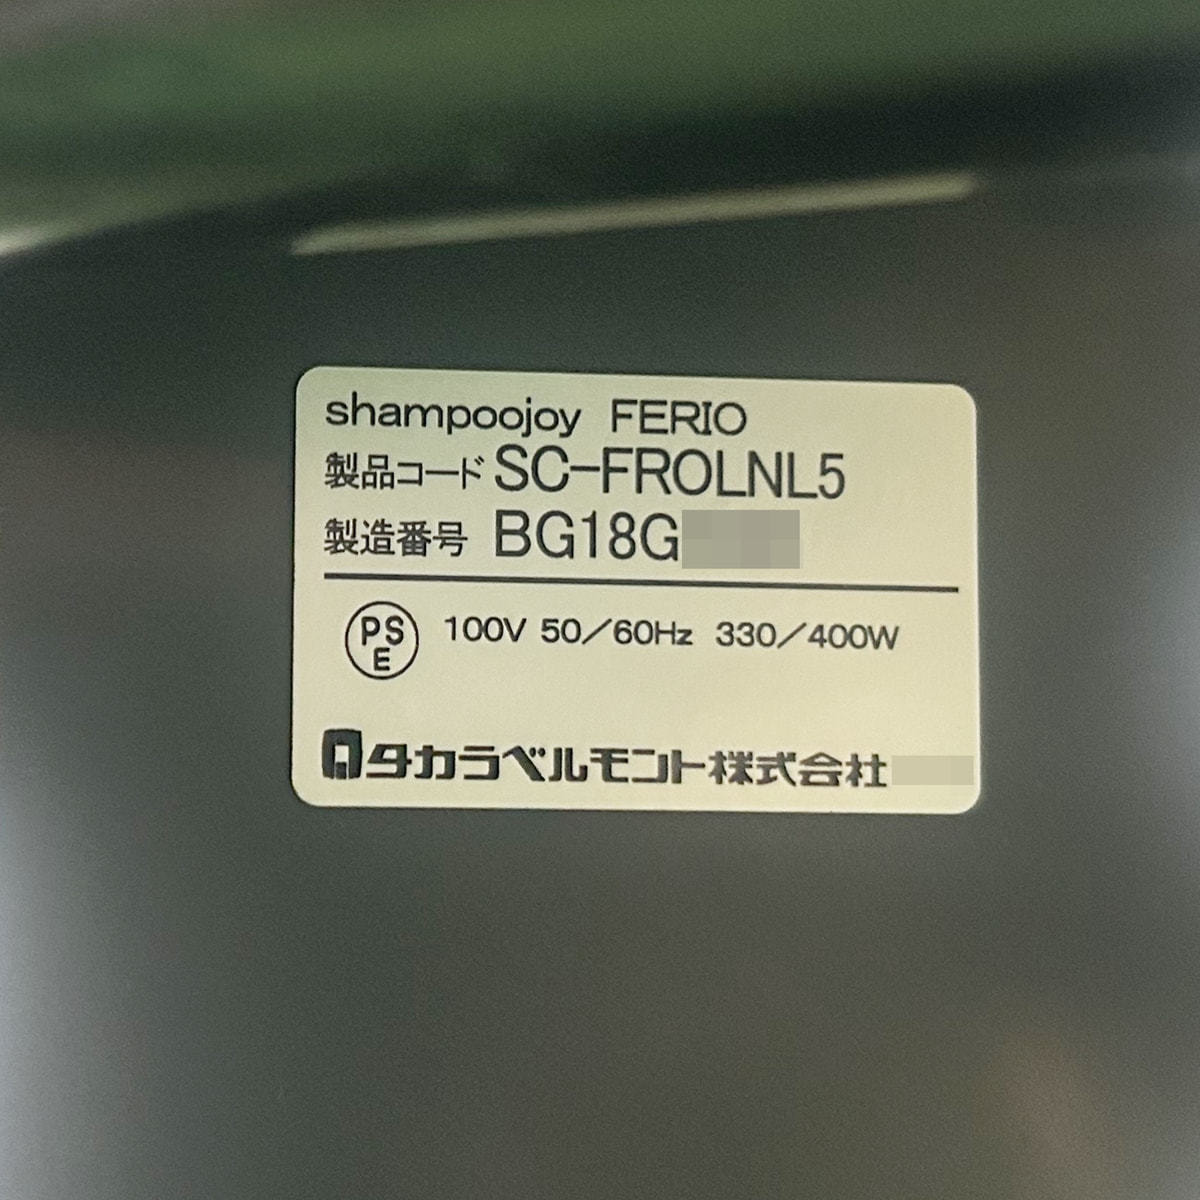 shampoojoy FERIO
製品コード SC-FROLNL5
製造番号 BG18G
PS
E
100V 50/60Hz 330/400W
タカラベルモント株式会社